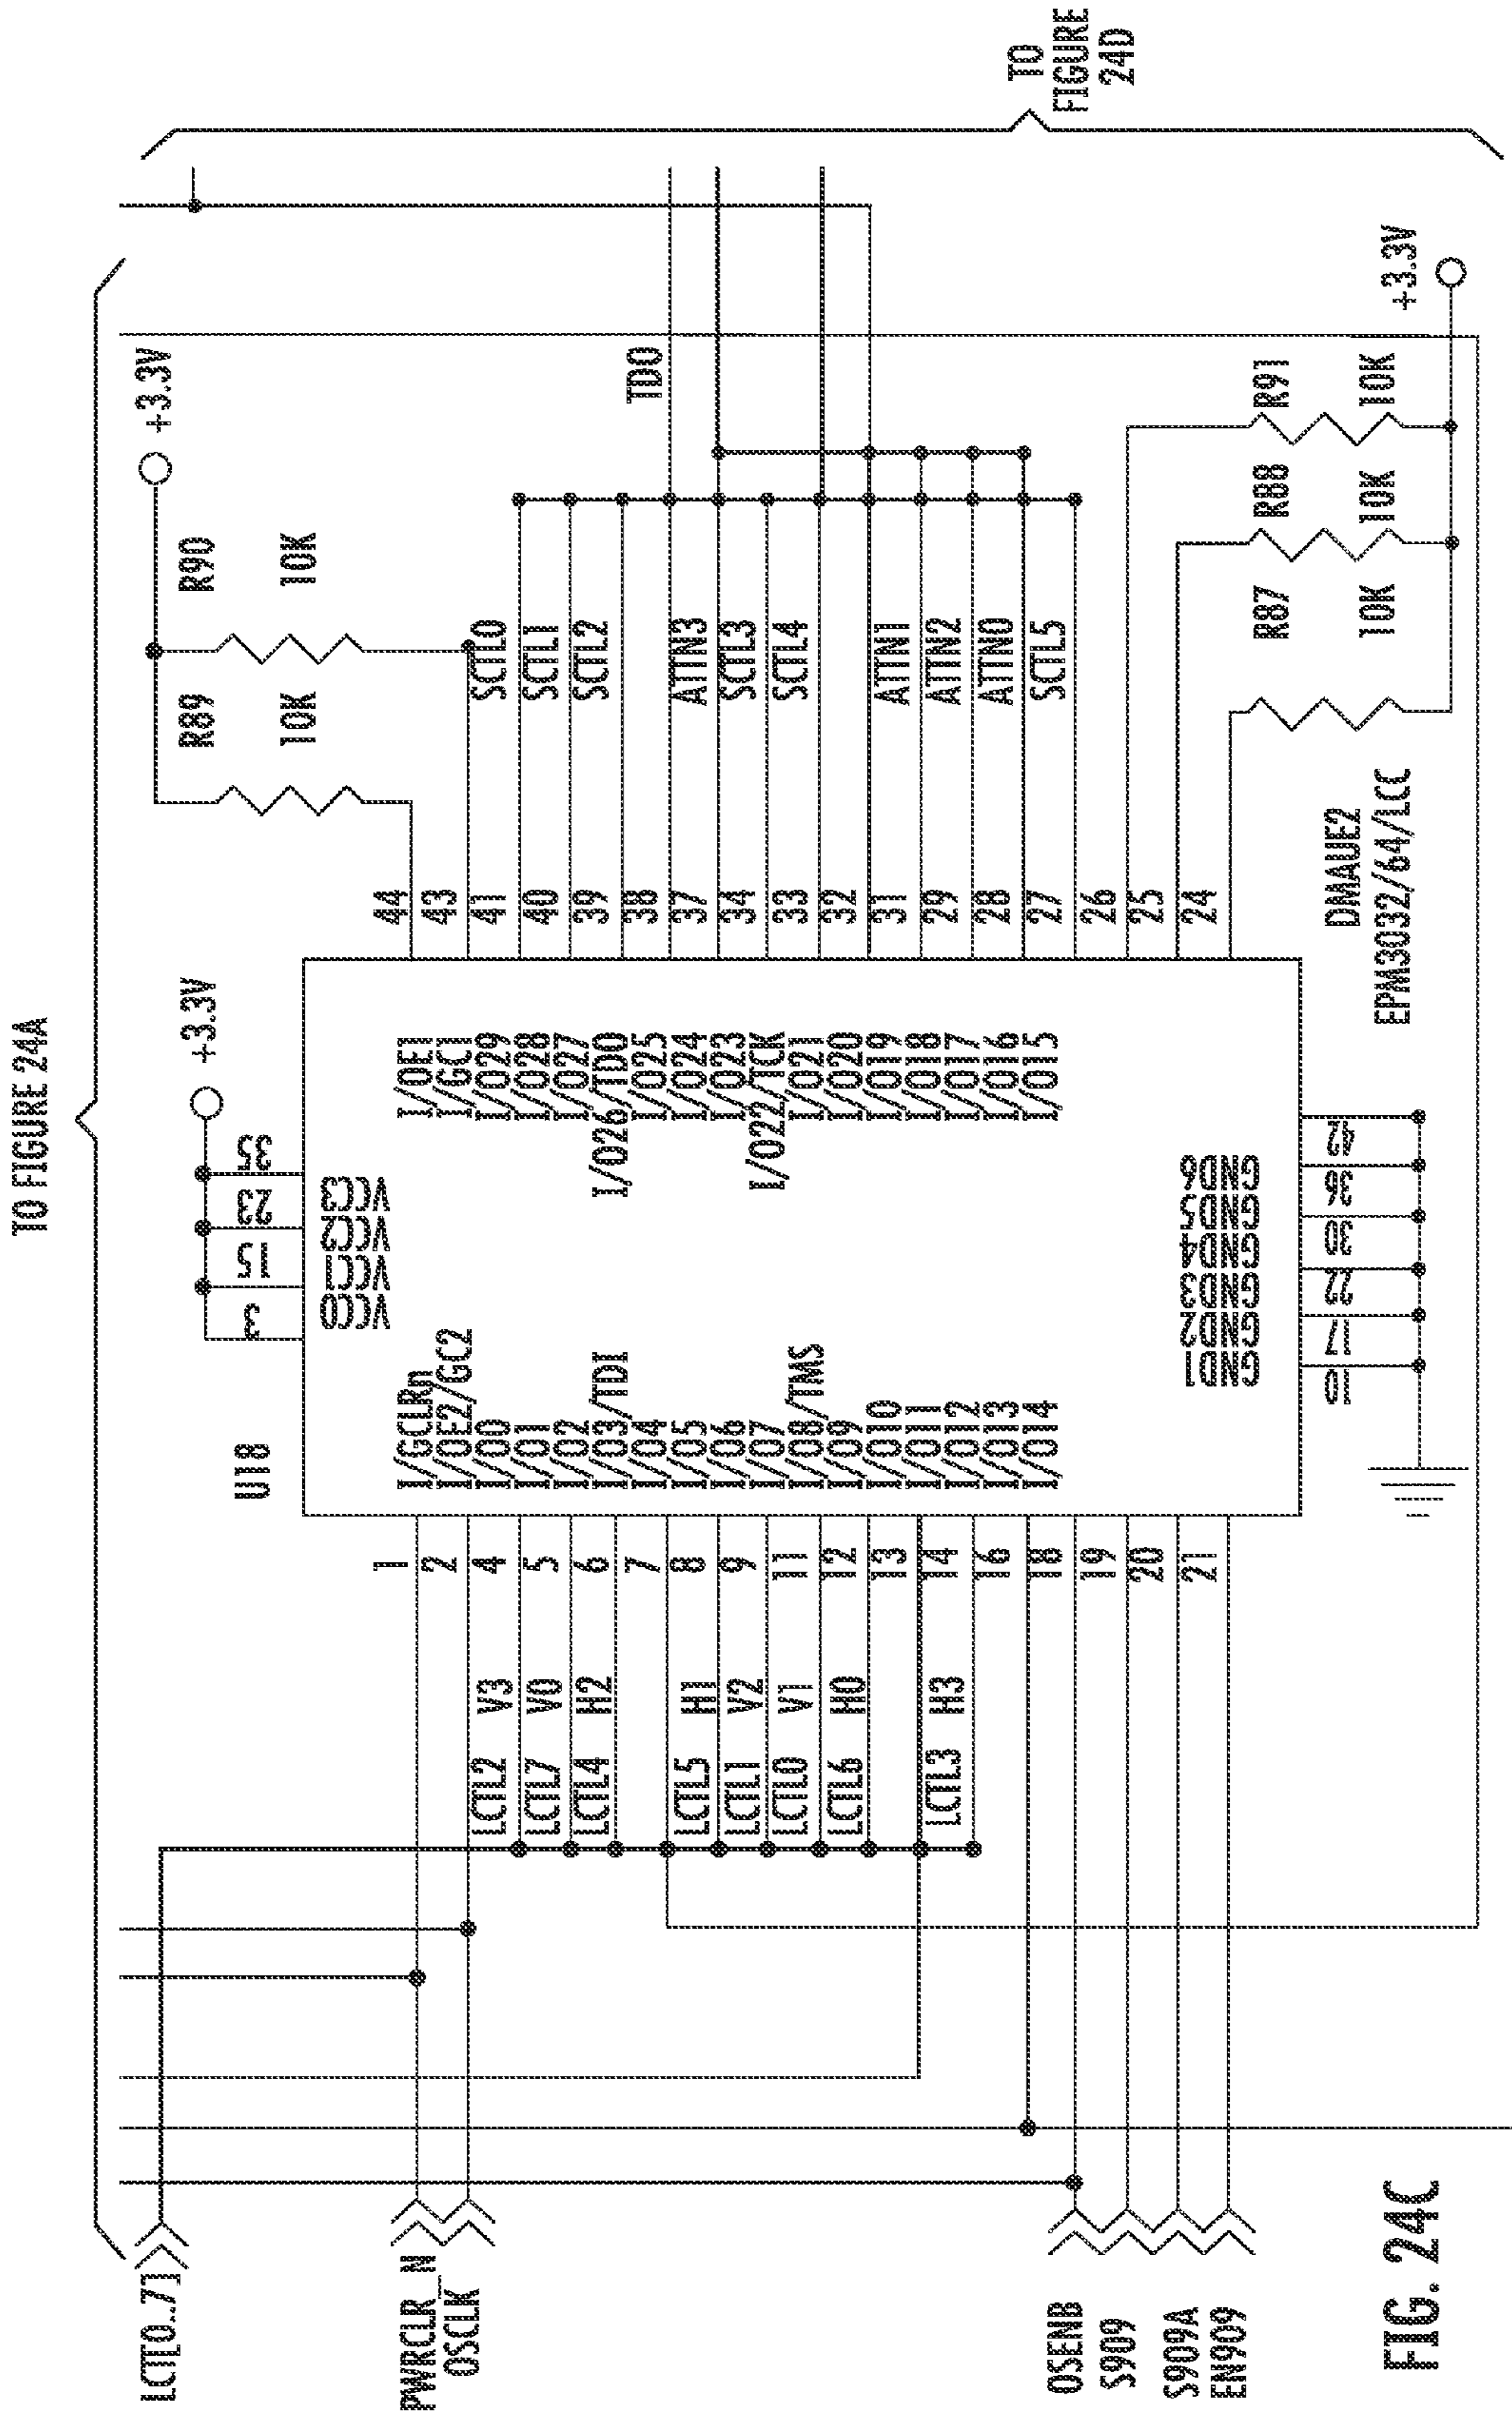 TO FIGURE 24A
LCTL[0..7]
+3.3V
R89
R90
10K
10K
+3.3V
U18
3
15
23
35
VCC0
VCC1
VCC2
VCC3
PWRCLR_N
OSCLK
1
2
4
5
6
7
8
9
11
12
13
14
16
18
19
20
21
LCTL2 V3
LCTL7 V0
LCTL4 H2
LCTL5 H1
LCTL1 V2
LCTL0 V1
LCTL6 H0
LCTL3 H3
I/GCLRn
I/OE2/GC2
I/O0
I/O1
I/O2
I/O3/TDI
I/O4
I/O5
I/O6
I/O7
I/O8/TMS
I/O9
I/O10
I/O11
I/O12
I/O13
I/O14
I/OE1
I/GC1
I/O29
I/O28
I/O27
I/O26/TDO
I/O25
I/O24
I/O23
I/O22/TCK
I/O21
I/O20
I/O19
I/O18
I/O17
I/O16
I/O15
44
43
41
40
39
38
37
34
33
32
31
29
28
27
26
25
24
SCTL0
SCTL1
SCTL2
TDO
ATTN3
SCTL3
SCTL4
ATTN1
ATTN2
ATTN0
SCTL5
TO
FIGURE
24D
OSENB
S909
S909A
EN909
GND1
GND2
GND3
GND4
GND5
GND6
10
17
22
30
36
42
R87
R88
R91
10K
10K
10K
+3.3V
DMAUE2
EPM3032/64/LCC
FIG. 24C